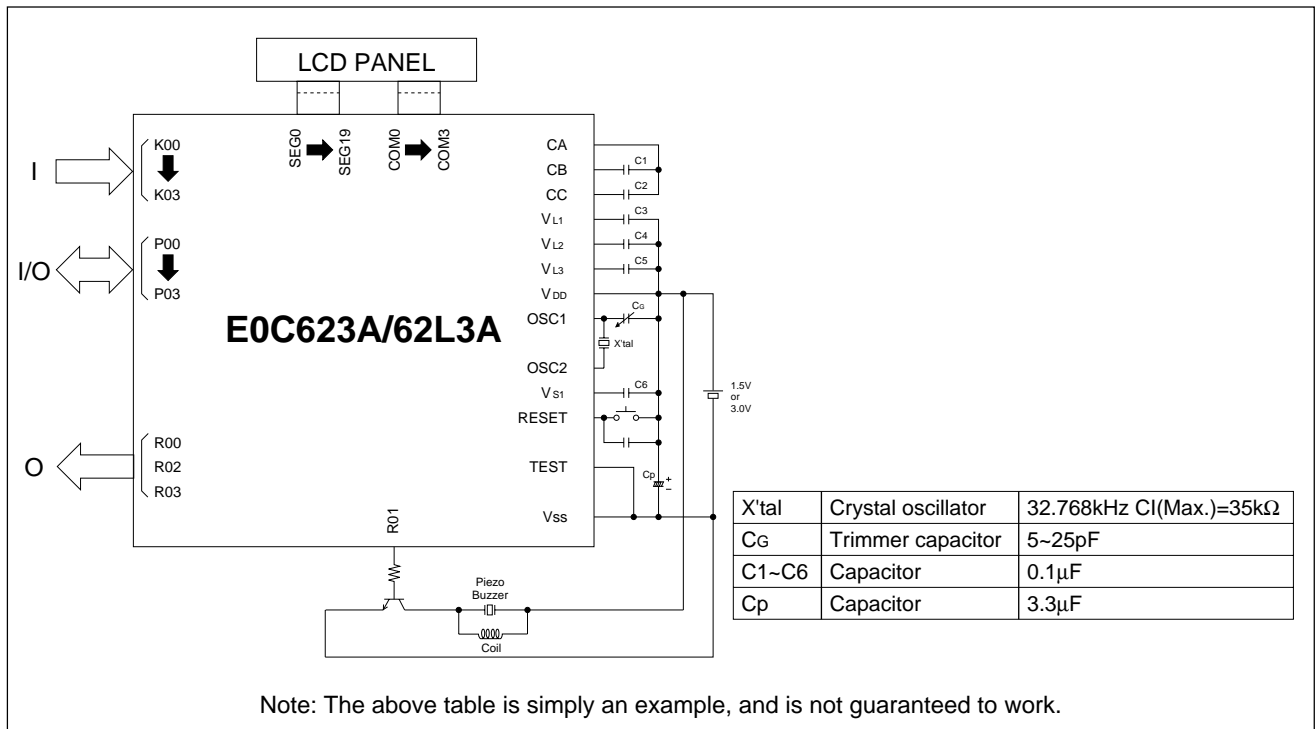 LCD PANEL
SEG0
SEG19
COM0
COM3
I
K00
K03
I/O
P00
P03
E0C623A/62L3A
O
R00
R02
R03
R01
CA
CB
CC
VL1
VL2
VL3
VDD
OSC1
OSC2
VS1
RESET
TEST
Vss
C1
C2
C3
C4
C5
CG
X'tal
C6
Cp
+
–
1.5V
or
3.0V
Piezo
Buzzer
Coil
X'tal Crystal oscillator 32.768kHz CI(Max.)=35kΩ
CG Trimmer capacitor 5~25pF
C1~C6 Capacitor 0.1µF
Cp Capacitor 3.3µF
Note: The above table is simply an example, and is not guaranteed to work.